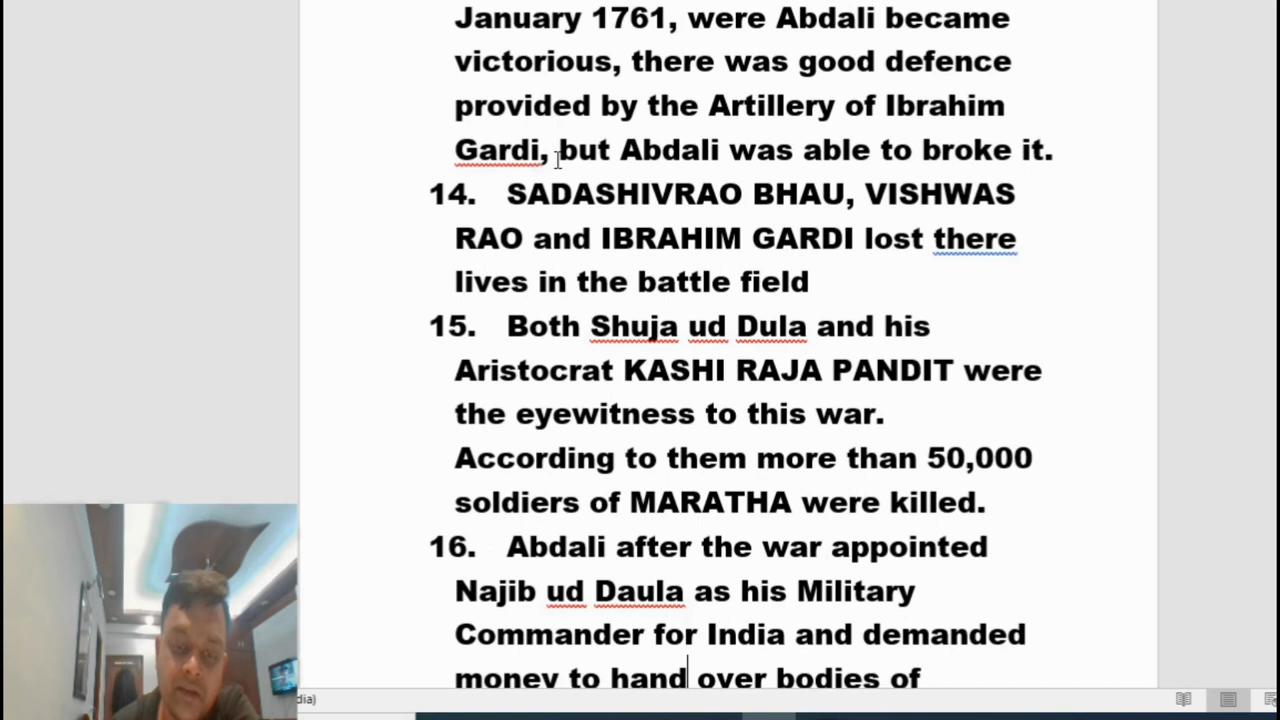 January 1761, were Abdali became
victorious, there was good defence
provided by the Artillery of Ibrahim
Gardi, but Abdali was able to broke it.
14. SADASHIVRAO BHAU, VISHWAS
RAO and IBRAHIM GARDI lost there
lives in the battle field
15. Both Shuja ud Dula and his
Aristocrat KASHI RAJA PANDIT were
the eyewitness to this war.
According to them more than 50,000
soldiers of MARATHA were killed.
16. Abdali after the war appointed
Najib ud Daula as his Military
Commander for India and demanded
money to hand over bodies of
dia)